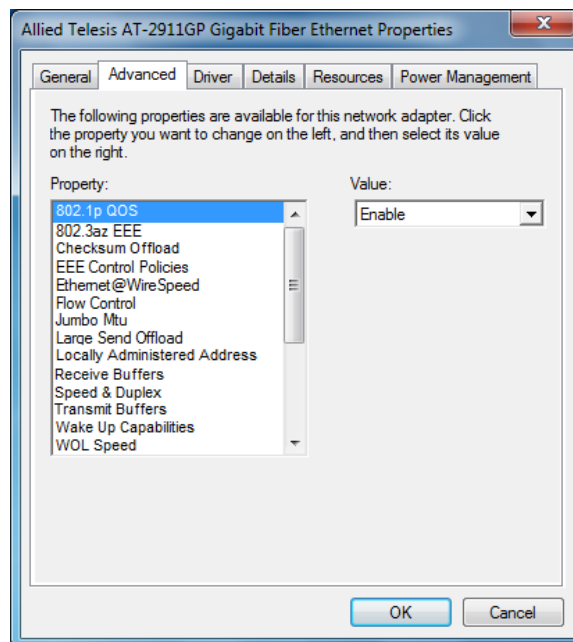 Allied Telesis AT-2911GP Gigabit Fiber Ethernet Properties
General Advanced Driver Details Resources Power Management
The following properties are available for this network adapter. Click
the property you want to change on the left, and then select its value
on the right.
Property: Value:
802.1p QOS Enable
802.3az EEE
Checksum Offload
EEE Control Policies
Ethernet@WireSpeed
Flow Control
Jumbo Mtu
Large Send Offload
Locally Administered Address
Receive Buffers
Speed & Duplex
Transmit Buffers
Wake Up Capabilities
WOL Speed
OK Cancel